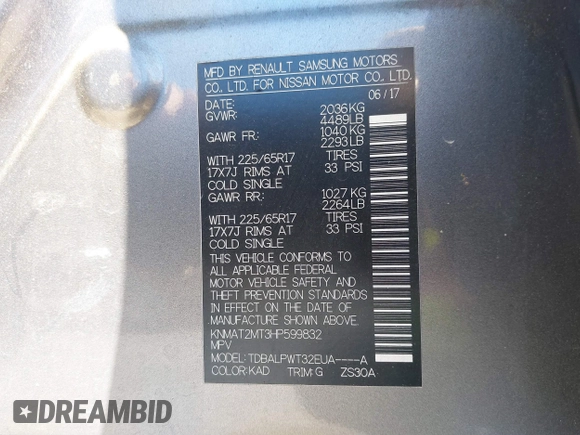 MFD BY RENAULT SAMSUNG MOTORS
CO., LTD. FOR NISSAN MOTOR CO., LTD.
DATE: 06/17
GVWR: 2036KG
4489LB
GAWR FR: 1040KG
2293LB
WITH 225/65R17 TIRES
17X7J RIMS AT 33 PSI
COLD SINGLE
GAWR RR: 1027 KG
2264LB
WITH 225/65R17 TIRES
17X7J RIMS AT 33 PSI
COLD SINGLE
THIS VEHICLE CONFORMS TO
ALL APPLICABLE FEDERAL
MOTOR VEHICLE SAFETY AND
THEFT PREVENTION STANDARDS
IN EFFECT ON THE DATE OF
MANUFACTURE SHOWN ABOVE.
KNMAT2MT3HP599832
MPV
MODEL:TDBALPWT32EUA----A
COLOR:KAD TRIM:G ZS30A
DREAMBID